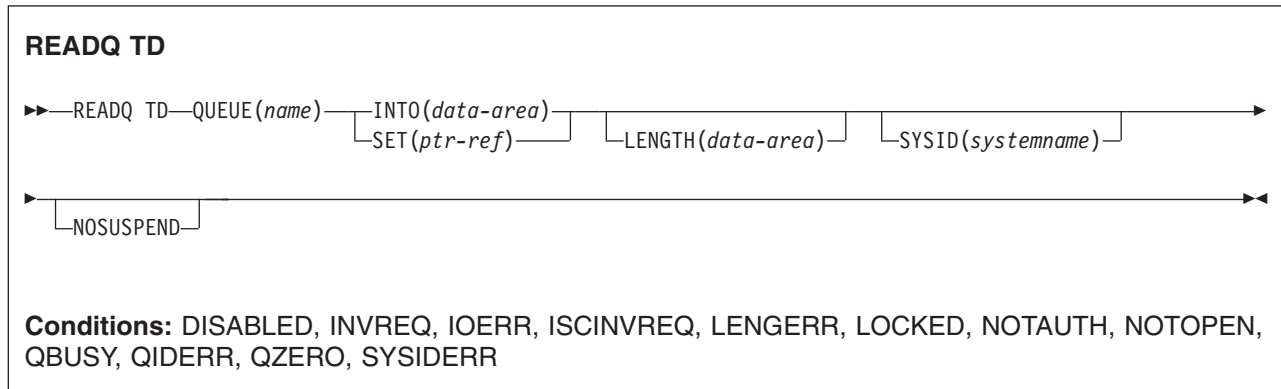 READQ TD
READQ TD QUEUE(name) INTO(data-area)
SET(ptr-ref) LENGTH(data-area) SYSID(systemname)
NOSUSPEND
Conditions: DISABLED, INVREQ, IOERR, ISCINVREQ, LENGERR, LOCKED, NOTAUTH, NOTOPEN,
QBUSY, QIDERR, QZERO, SYSIDERR